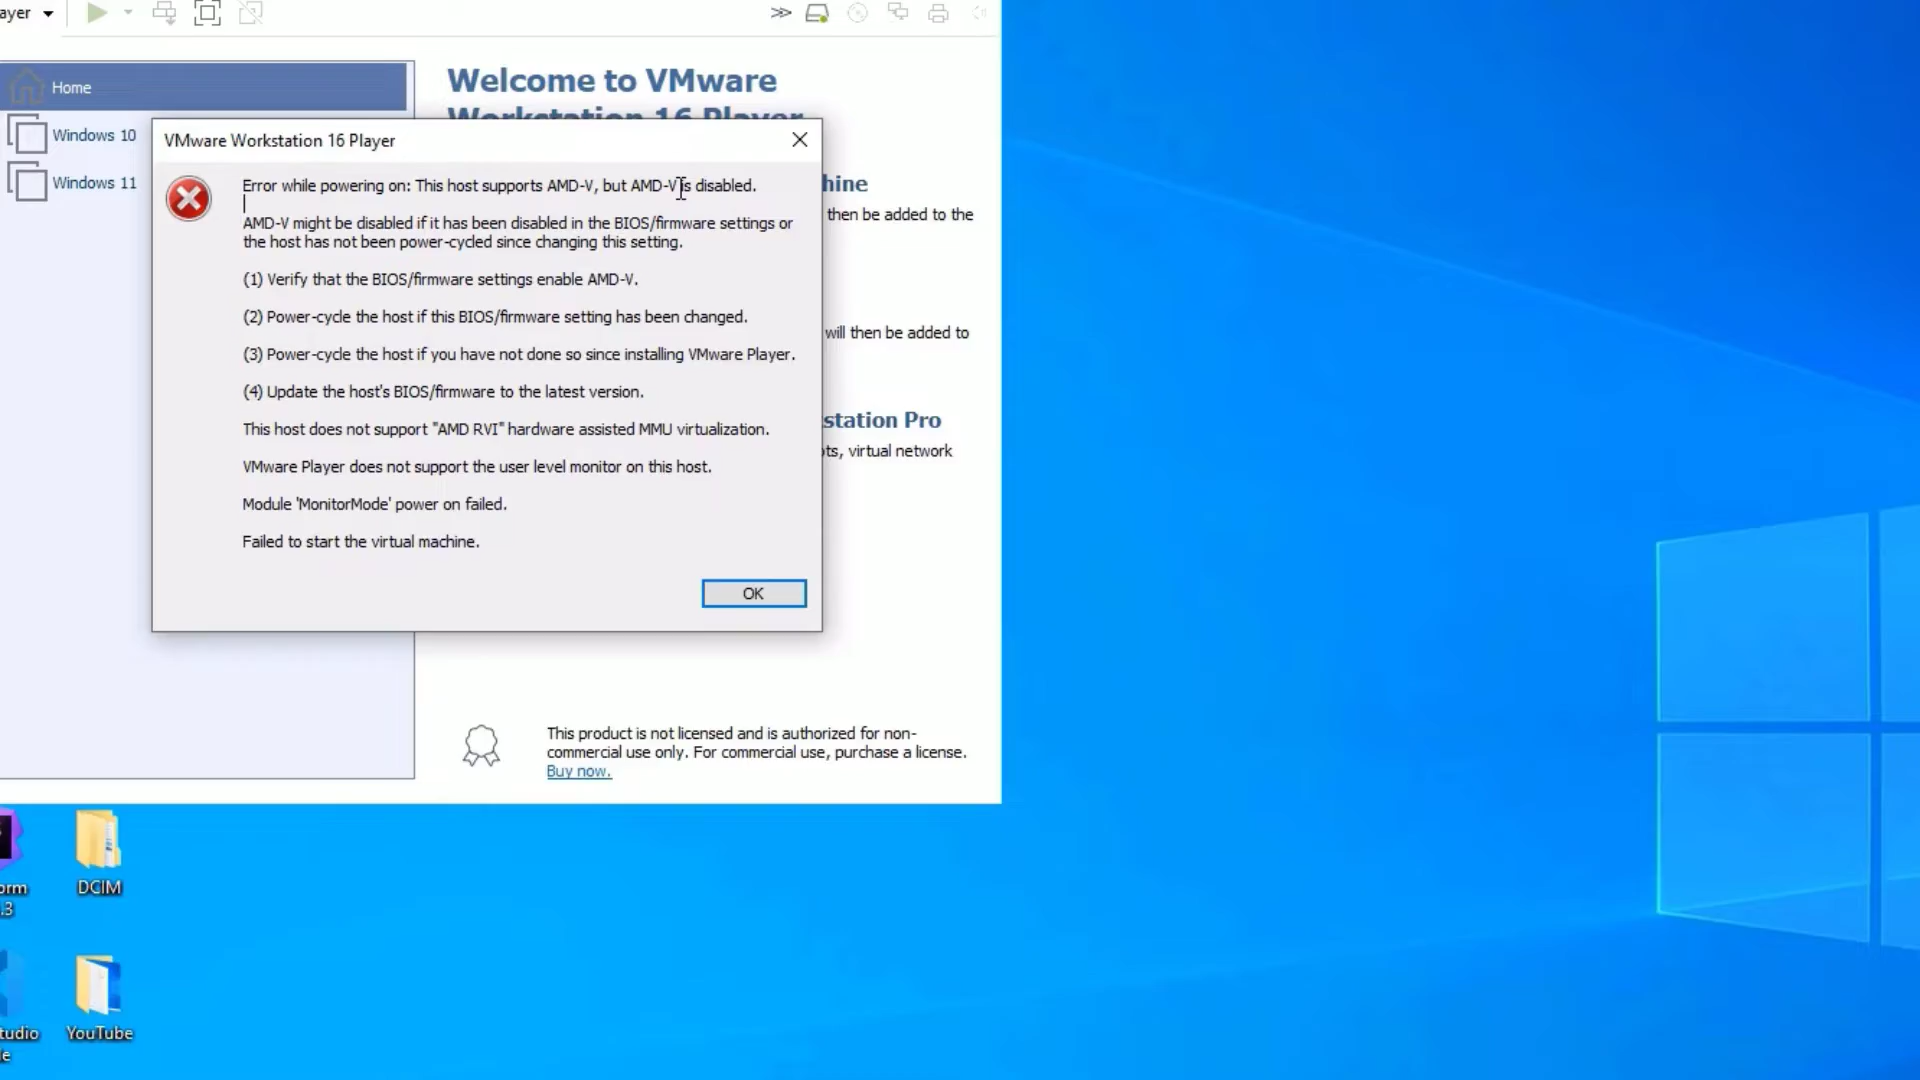 ayer
Home
Windows 10
Windows 11
Welcome to VMware
Workstation 16 Player
VMware Workstation 16 Player
Error while powering on: This host supports AMD-V, but AMD-V is disabled.
AMD-V might be disabled if it has been disabled in the BIOS/firmware settings or
the host has not been power-cycled since changing this setting.
(1) Verify that the BIOS/firmware settings enable AMD-V.
(2) Power-cycle the host if this BIOS/firmware setting has been changed.
(3) Power-cycle the host if you have not done so since installing VMware Player.
(4) Update the host's BIOS/firmware to the latest version.
This host does not support "AMD RVI" hardware assisted MMU virtualization.
VMware Player does not support the user level monitor on this host.
Module 'MonitorMode' power on failed.
Failed to start the virtual machine.
OK
hine
then be added to the
will then be added to
station Pro
ots, virtual network
This product is not licensed and is authorized for non-
commercial use only. For commercial use, purchase a license.
Buy now.
orm
.3
DCIM
tudio
le
YouTube